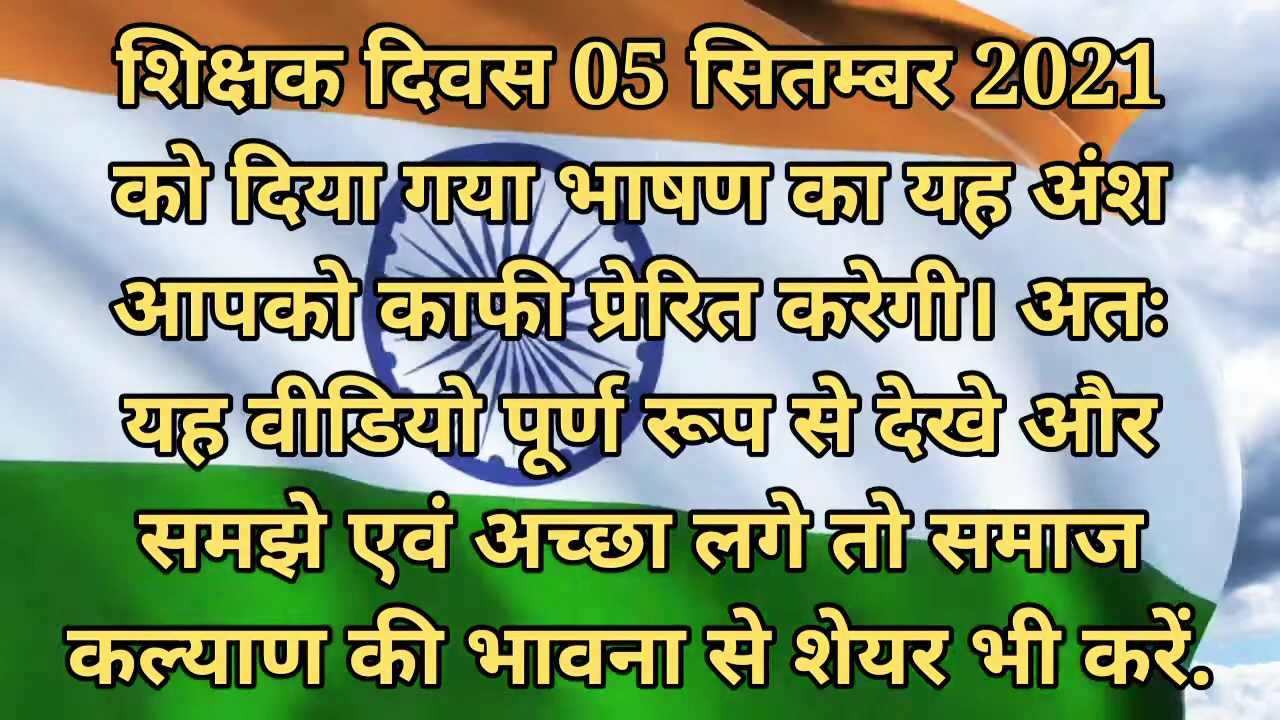 शिक्षक दिवस 05 सितम्बर 2021
को दिया गया भाषण का यह अंश
आपको काफी प्रेरित करेगी। अतः
यह वीडियो पूर्ण रूप से देखे और
समझे एवं अच्छा लगे तो समाज
कल्याण की भावना से शेयर भी करें.